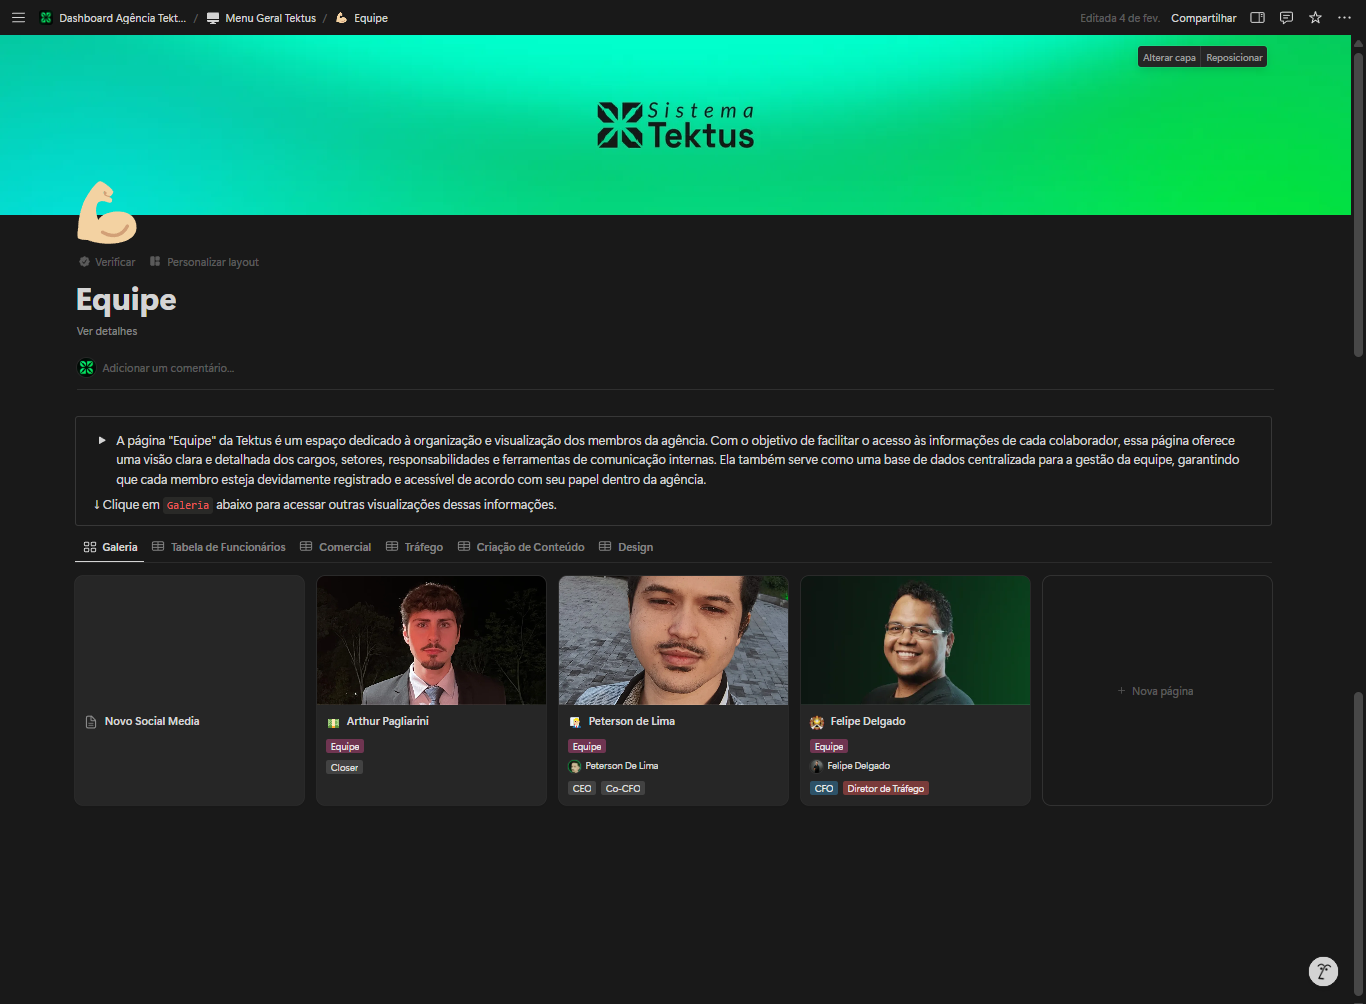 Dashboard Agência Tekt... / Menu Geral Tektus / Equipe
Editada 4 de fev. Compartilhar
Alterar capa Reposicionar
Sistema
Tektus
Verificar Personalizar layout
Equipe
Ver detalhes
Adicionar um comentário...
A página "Equipe" da Tektus é um espaço dedicado à organização e visualização dos membros da agência. Com o objetivo de facilitar o acesso às informações de cada colaborador, essa página oferece
uma visão clara e detalhada dos cargos, setores, responsabilidades e ferramentas de comunicação internas. Ela também serve como uma base de dados centralizada para a gestão da equipe, garantindo
que cada membro esteja devidamente registrado e acessível de acordo com seu papel dentro da agência.
↓ Clique em Galeria abaixo para acessar outras visualizações dessas informações.
Galeria Tabela de Funcionários Comercial Tráfego Criação de Conteúdo Design
Novo Social Media
Arthur Pagliarini
Equipe
Closer
Peterson de Lima
Equipe
Peterson De Lima
CEO Co-CFO
Felipe Delgado
Equipe
Felipe Delgado
CFO Diretor de Tráfego
+ Nova página